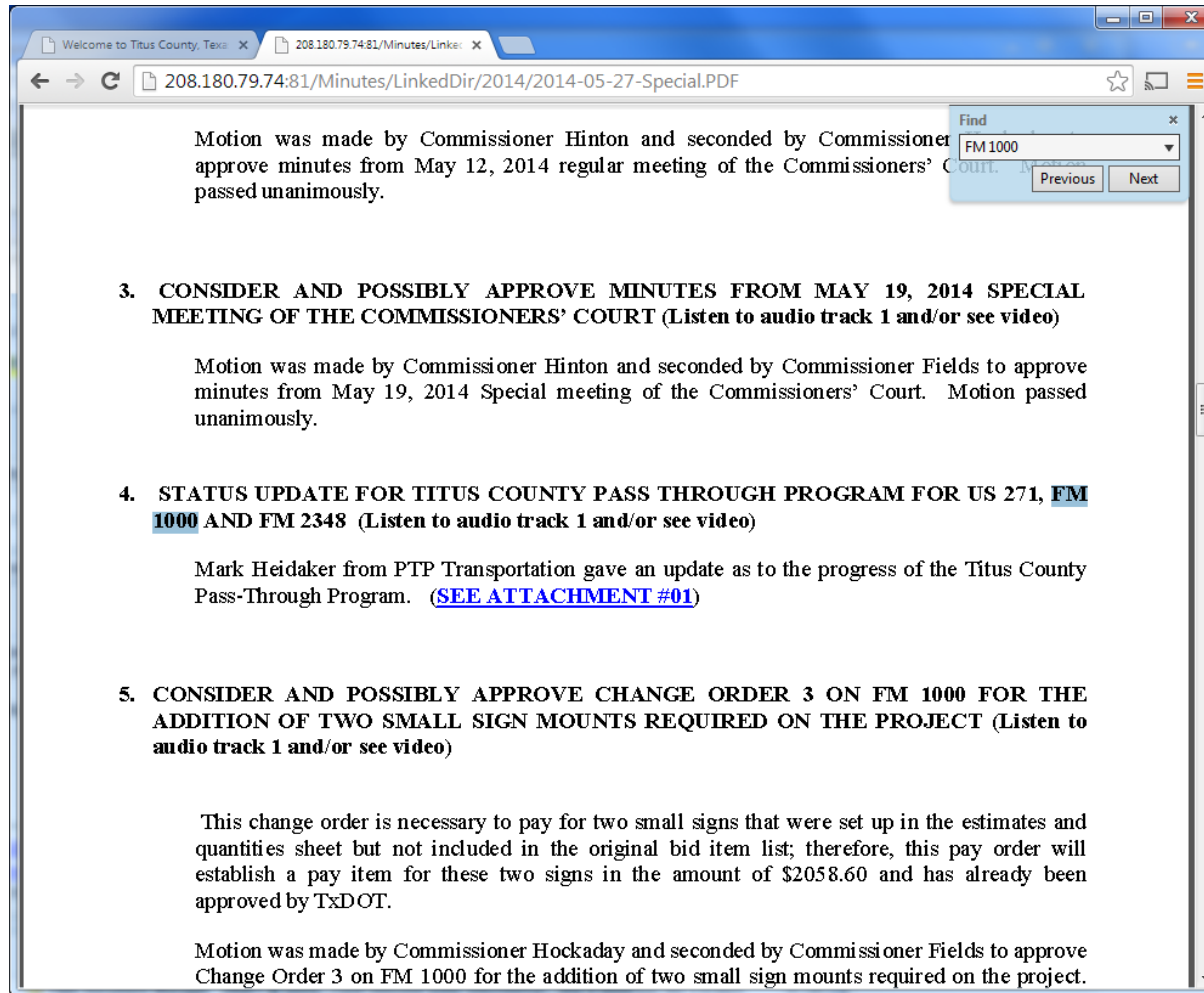 Welcome to Titus County, Texa
208.180.79.74:81/Minutes/Linked
208.180.79.74:81/Minutes/LinkedDir/2014/2014-05-27-Special.PDF
Find
FM 1000
Previous Next
Motion was made by Commissioner Hinton and seconded by Commissioner
approve minutes from May 12, 2014 regular meeting of the Commissioners' Court. Motion
passed unanimously.
3. CONSIDER AND POSSIBLY APPROVE MINUTES FROM MAY 19, 2014 SPECIAL
MEETING OF THE COMMISSIONERS' COURT (Listen to audio track 1 and/or see video)
Motion was made by Commissioner Hinton and seconded by Commissioner Fields to approve
minutes from May 19, 2014 Special meeting of the Commissioners' Court. Motion passed
unanimously.
4. STATUS UPDATE FOR TITUS COUNTY PASS THROUGH PROGRAM FOR US 271, FM
1000 AND FM 2348 (Listen to audio track 1 and/or see video)
Mark Heidaker from PTP Transportation gave an update as to the progress of the Titus County
Pass-Through Program. (SEE ATTACHMENT #01)
5. CONSIDER AND POSSIBLY APPROVE CHANGE ORDER 3 ON FM 1000 FOR THE
ADDITION OF TWO SMALL SIGN MOUNTS REQUIRED ON THE PROJECT (Listen to
audio track 1 and/or see video)
This change order is necessary to pay for two small signs that were set up in the estimates and
quantities sheet but not included in the original bid item list; therefore, this pay order will
establish a pay item for these two signs in the amount of $2058.60 and has already been
approved by TxDOT.
Motion was made by Commissioner Hockaday and seconded by Commissioner Fields to approve
Change Order 3 on FM 1000 for the addition of two small sign mounts required on the project.